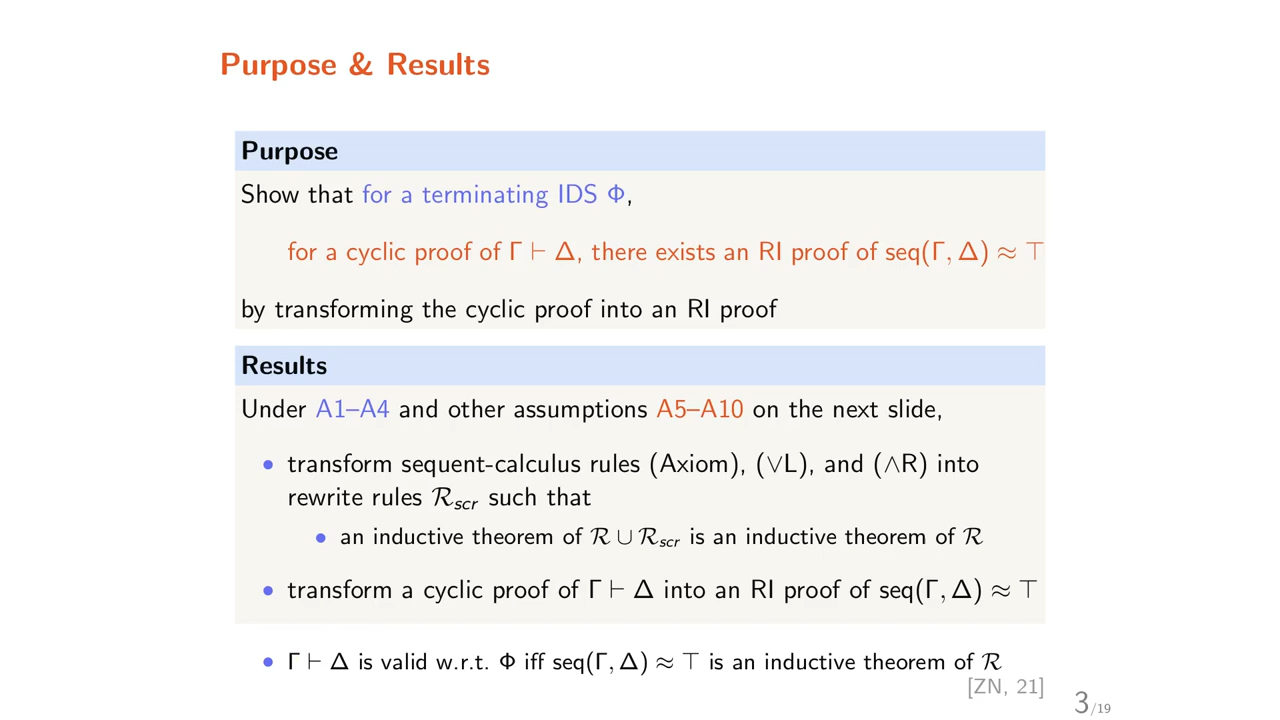 Purpose & Results
Purpose
Show that for a terminating IDS Φ,
for a cyclic proof of Γ ⊢ Δ, there exists an RI proof of seq(Γ, Δ) ≈ ⊤
by transforming the cyclic proof into an RI proof
Results
Under A1–A4 and other assumptions A5–A10 on the next slide,
• transform sequent-calculus rules (Axiom), (∨L), and (∧R) into
rewrite rules ℛscr such that
• an inductive theorem of ℛ ∪ ℛscr is an inductive theorem of ℛ
• transform a cyclic proof of Γ ⊢ Δ into an RI proof of seq(Γ, Δ) ≈ ⊤
• Γ ⊢ Δ is valid w.r.t. Φ iff seq(Γ, Δ) ≈ ⊤ is an inductive theorem of ℛ
[ZN, 21]
3/19